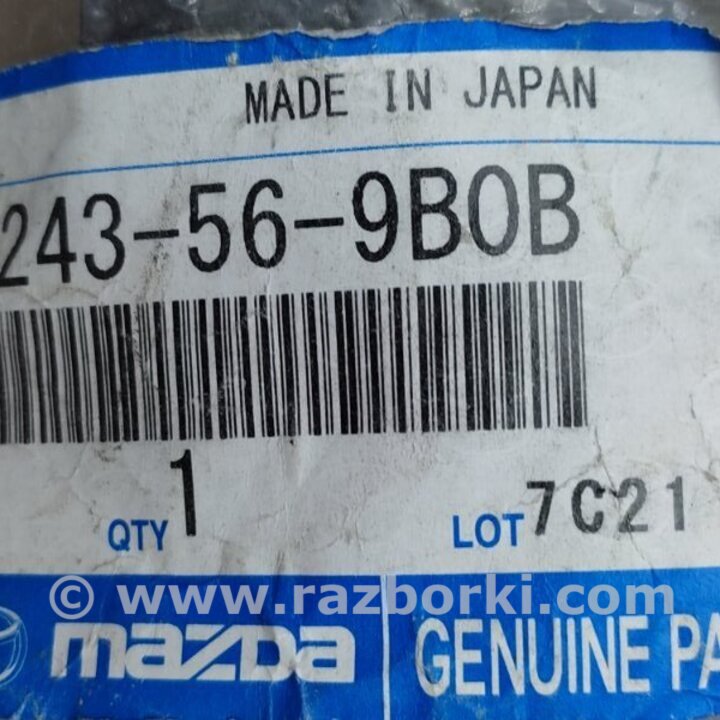 MADE IN JAPAN
243-56-9B0B
QTY 1 LOT 7C21
© www.razborki.com
mazda GENUINE PA